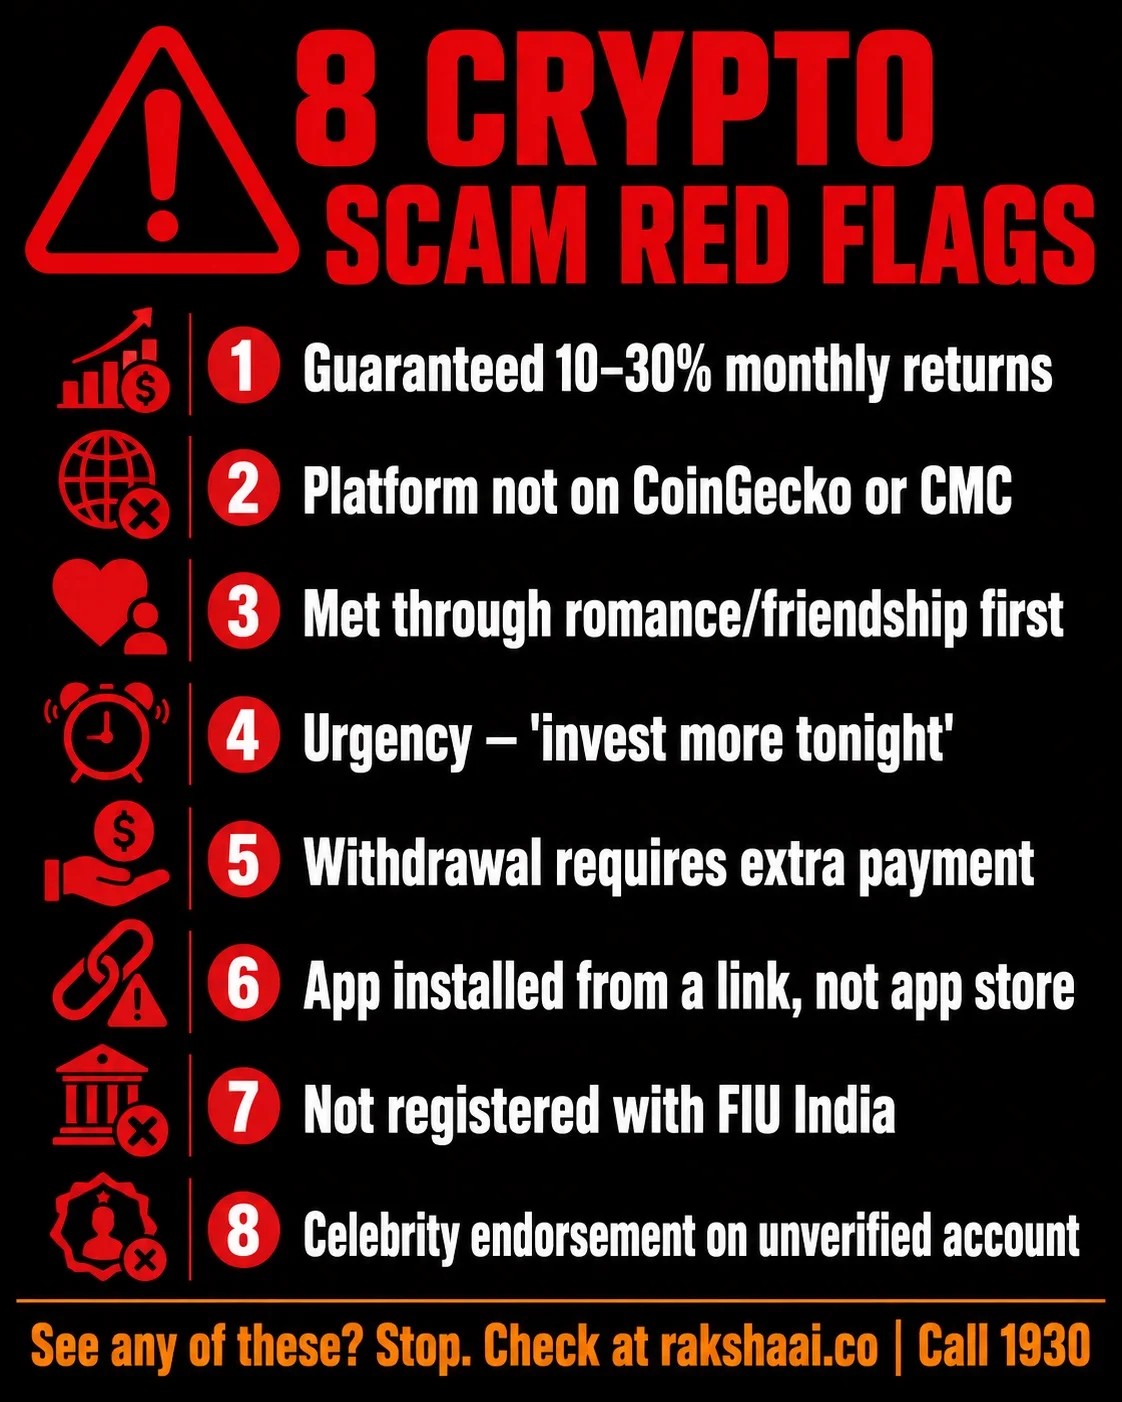 8 CRYPTO
SCAM RED FLAGS
$
1 Guaranteed 10–30% monthly returns
2 Platform not on CoinGecko or CMC
3 Met through romance/friendship first
4 Urgency – 'invest more tonight'
$
5 Withdrawal requires extra payment
6 App installed from a link, not app store
7 Not registered with FIU India
8 Celebrity endorsement on unverified account
See any of these? Stop. Check at rakshaai.co | Call 1930